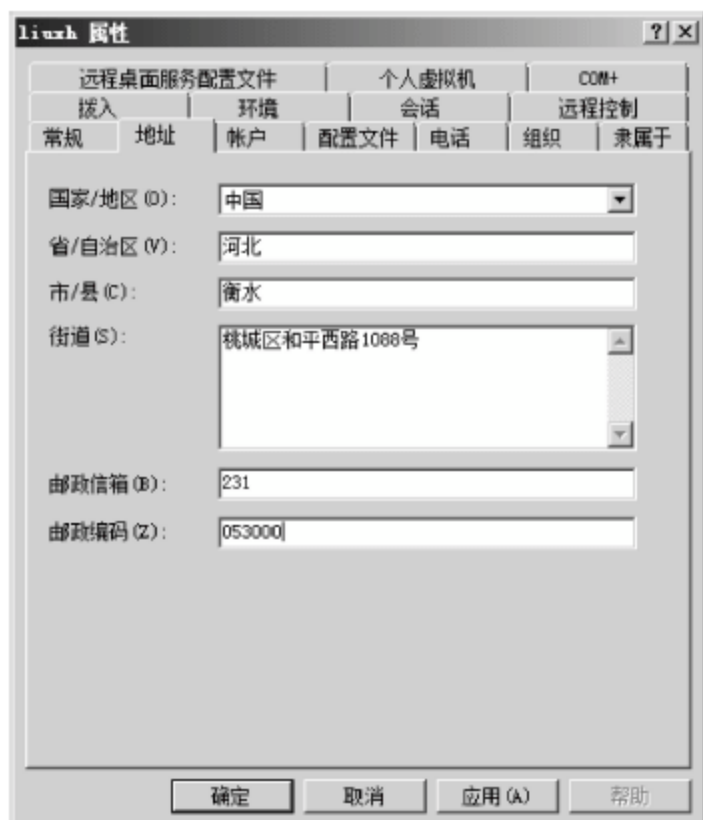 liuxh 属性
远程桌面服务配置文件 个人虚拟机 COM+
拨入 环境 会话 远程控制
常规 地址 帐户 配置文件 电话 组织 隶属于
国家/地区(O): 中国
省/自治区(V): 河北
市/县(C): 衡水
街道(S): 桃城区和平西路1088号
邮政信箱(B): 231
邮政编码(Z): 053000
确定 取消 应用(A) 帮助